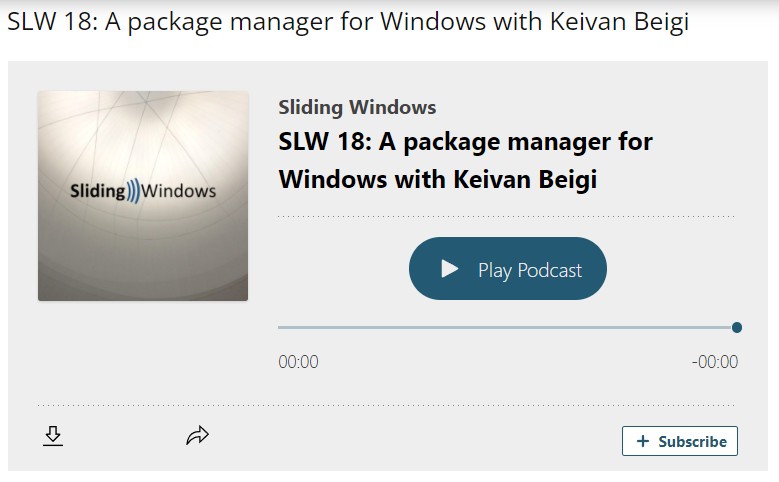 SLW 18: A package manager for Windows with Keivan Beigi
Sliding Windows
SLW 18: A package manager for
Windows with Keivan Beigi
Sliding Windows
Play Podcast
00:00
-00:00
+ Subscribe